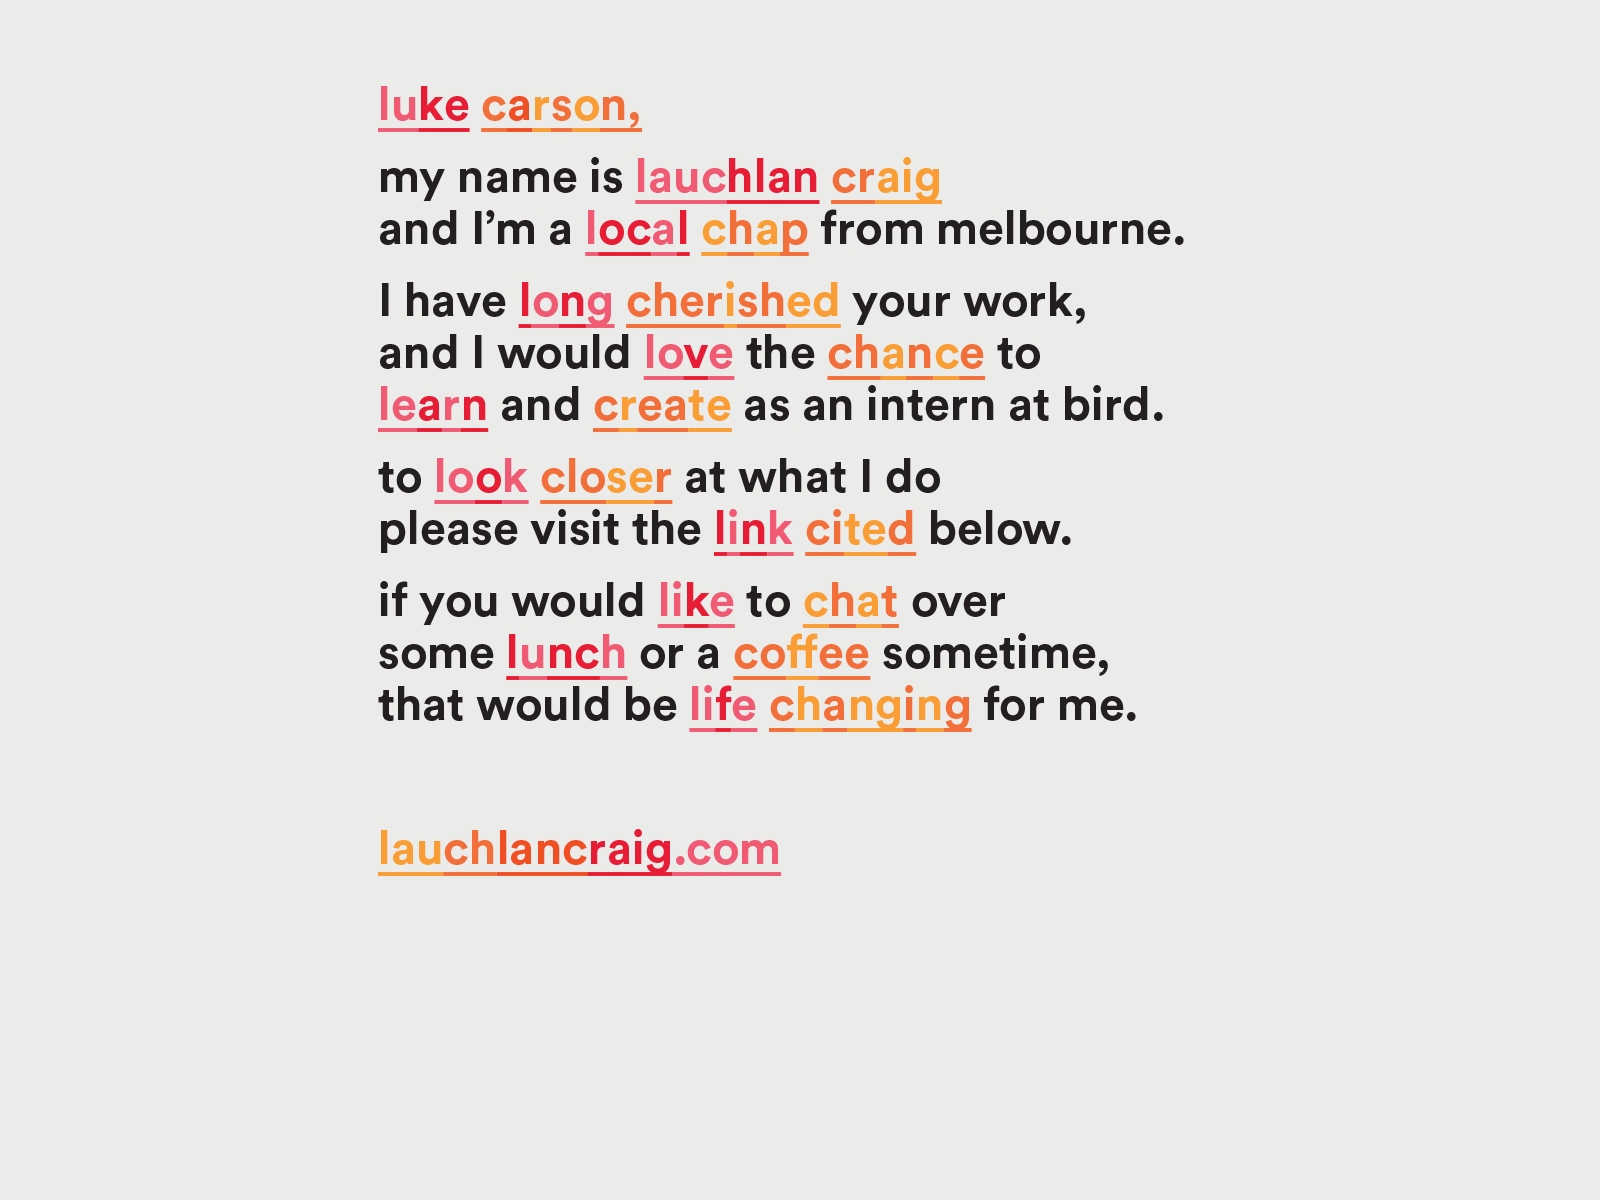 luke carson,
my name is lauchlan craig
and I’m a local chap from melbourne.
I have long cherished your work,
and I would love the chance to
learn and create as an intern at bird.
to look closer at what I do
please visit the link cited below.
if you would like to chat over
some lunch or a coffee sometime,
that would be life changing for me.
lauchlancraig.com